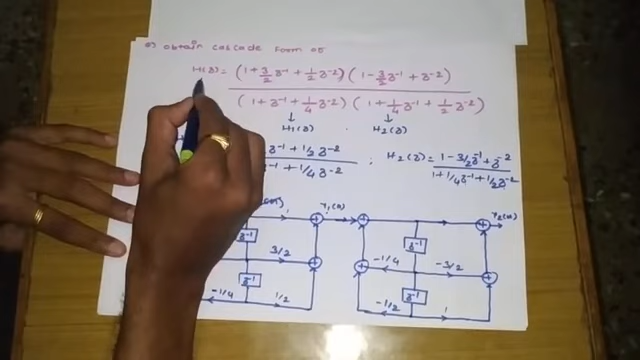 obtain cascade form of
H(z) = (1 + 3/2 z⁻¹ + 1/2 z⁻²) (1 - 3/2 z⁻¹ + z⁻²)
(1 + z⁻¹ + 1/4 z⁻²) (1 + 1/4 z⁻¹ + 1/2 z⁻²)
↓ ↓
H₁(z) . H₂(z)
z⁻¹ + 1/2 z⁻² ; H₂(z) = 1 - 3/2 z⁻¹ + z⁻²
z⁻¹ + 1/4 z⁻² 1 + 1/4 z⁻¹ + 1/2 z⁻²
1 y₁(n) y₂(n)
z⁻¹ z⁻¹
3/2 -1/4 -3/2
z⁻¹ z⁻¹
-1/4 1/2 -1/2 1